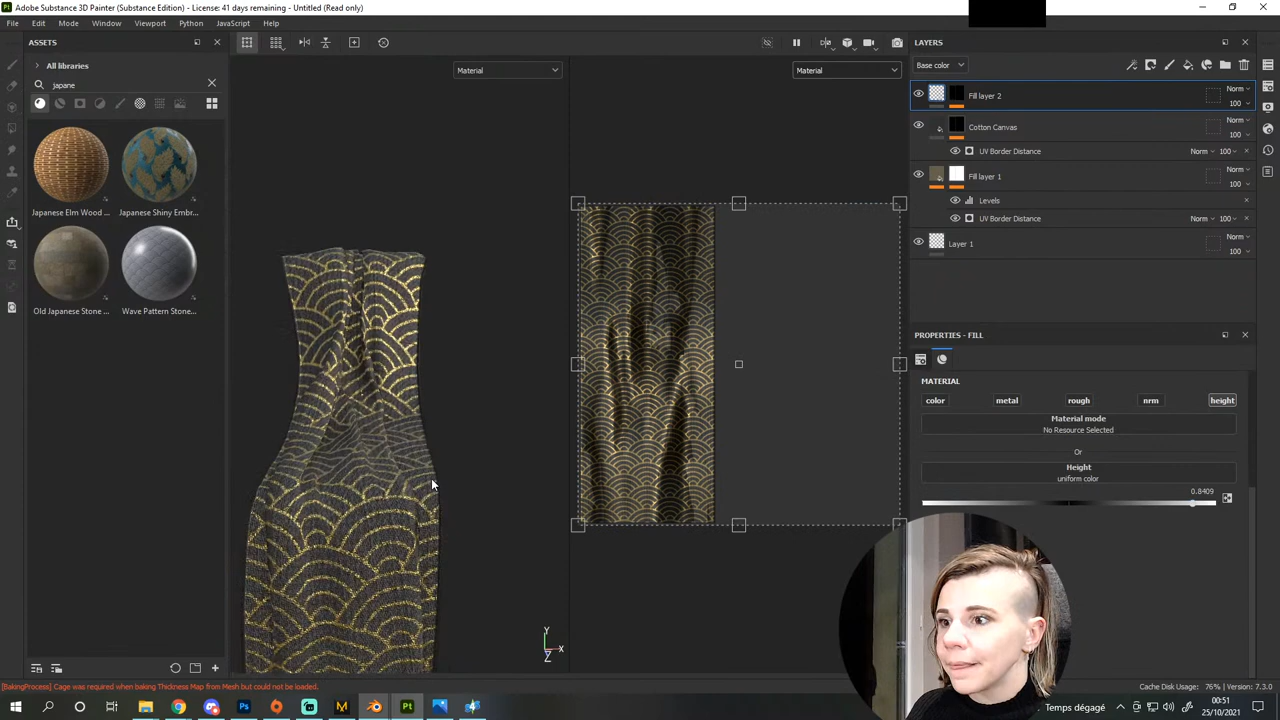 Adobe Substance 3D Painter (Substance Edition) - License: 41 days remaining - Untitled (Read only)
File Edit Mode Window Viewport Python JavaScript Help
ASSETS
All libraries
japane
Japanese Elm Wood ...
Japanese Shiny Embr...
Old Japanese Stone ...
Wave Pattern Stone...
Material
Material
Y
X
Z
LAYERS
Base color
Fill layer 2
Norm
100
Cotton Canvas
Norm
100
UV Border Distance Norm 100
Fill layer 1
Norm
100
Levels
UV Border Distance Norm 100
Layer 1
Norm
100
PROPERTIES - FILL
MATERIAL
color metal rough nrm height
Material mode
No Resource Selected
Or
Height
uniform color
0.8409
[BakingProcess] Cage was required when baking Thickness Map from Mesh but could not be loaded.
Cache Disk Usage: 76% | Version: 7.3.0
Temps dégagé
00:51
25/10/2021